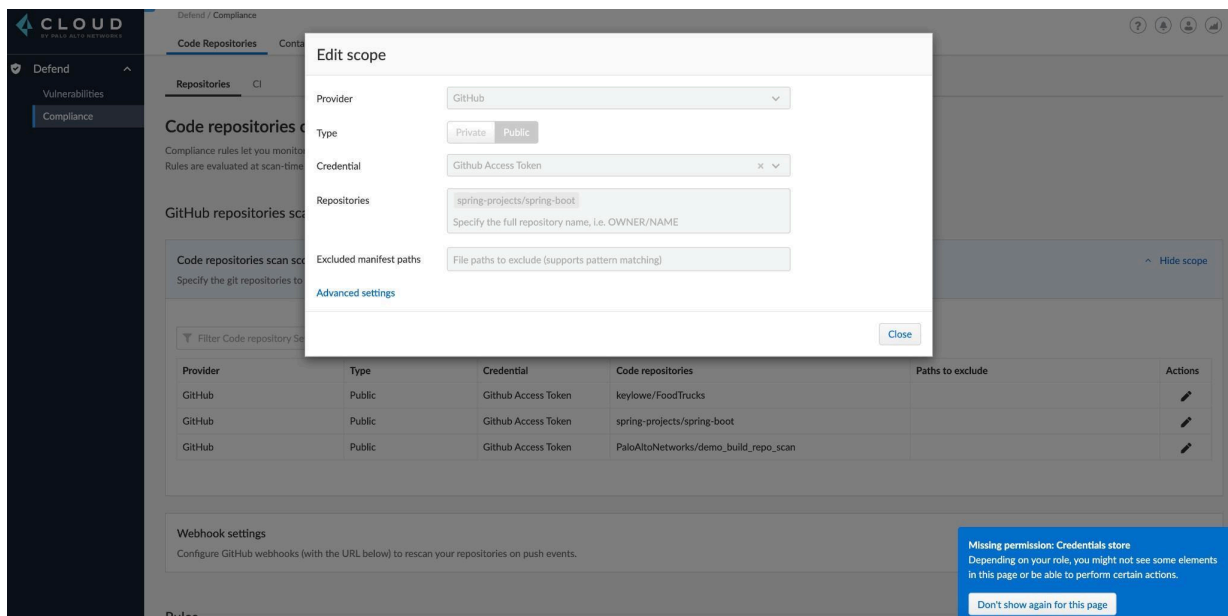 CLOUD
BY PALO ALTO NETWORKS
Defend
Vulnerabilities
Compliance
Defend / Compliance
Code Repositories Conta
Repositories CI
Code repositories c
Compliance rules let you monitor
Rules are evaluated at scan-time
GitHub repositories sca
Code repositories scan sco
Specify the git repositories to
Hide scope
Filter Code repository Se
Edit scope
Provider GitHub
Type Private Public
Credential Github Access Token
Repositories spring-projects/spring-boot
Specify the full repository name, i.e. OWNER/NAME
Excluded manifest paths File paths to exclude (supports pattern matching)
Advanced settings
Close
Provider Type Credential Code repositories Paths to exclude Actions
GitHub Public Github Access Token keylowe/FoodTrucks
GitHub Public Github Access Token spring-projects/spring-boot
GitHub Public Github Access Token PaloAltoNetworks/demo_build_repo_scan
Webhook settings
Configure GitHub webhooks (with the URL below) to rescan your repositories on push events.
Missing permission: Credentials store
Depending on your role, you might not see some elements
in this page or be able to perform certain actions.
Don't show again for this page